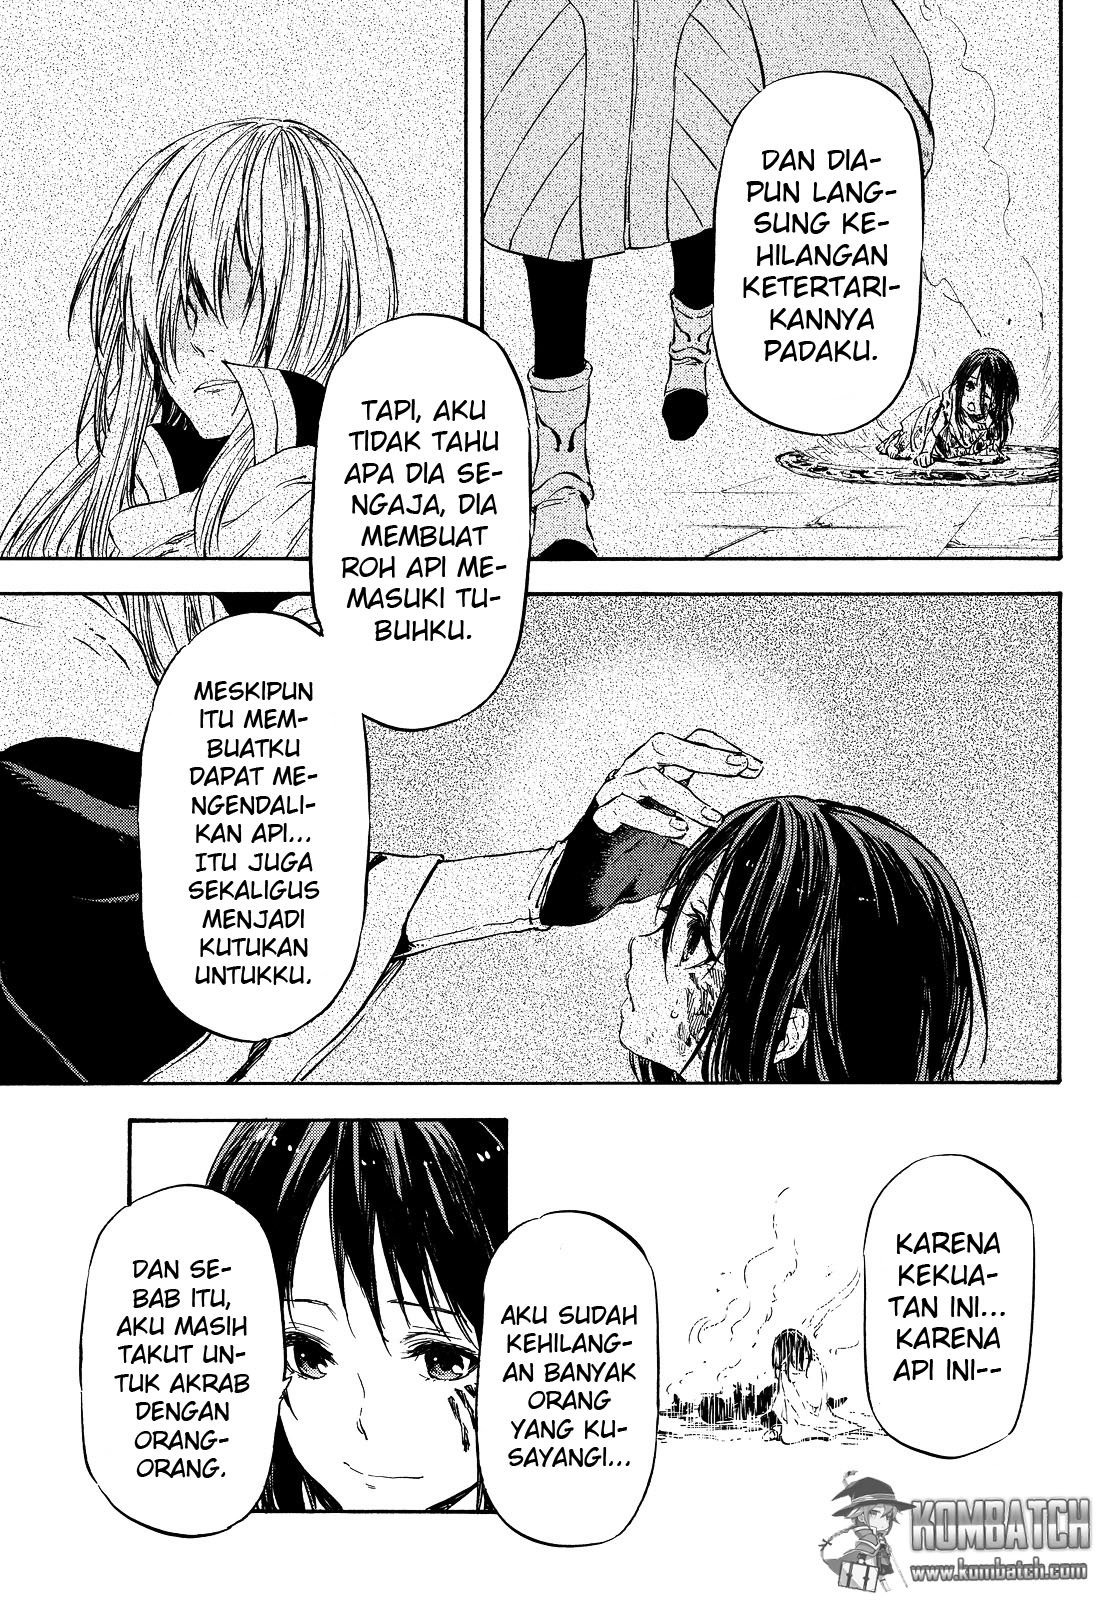 DAN DIA-
PUN LANG-
SUNG KE-
HILANGAN
KETERTARI-
KANNYA
PADAKU.
TAPI, AKU
TIDAK TAHU
APA DIA SE-
NGAJA, DIA
MEMBUAT
ROH API ME-
MASUKI TU-
BUHKU.
MESKIPUN
ITU MEM-
BUATKU
DAPAT ME-
NGENDALI-
KAN API...
ITU JUGA
SEKALIGUS
MENJADI
KUTUKAN
UNTUKKU.
KARENA
KEKUA-
TAN INI...
KARENA
API INI--
AKU SUDAH
KEHILANG-
AN BANYAK
ORANG
YANG KU-
SAYANGI...
DAN SE-
BAB ITU,
AKU MASIH
TAKUT UN-
TUK AKRAB
DENGAN
ORANG-
ORANG.
KOMBATCH
www.kombatch.com